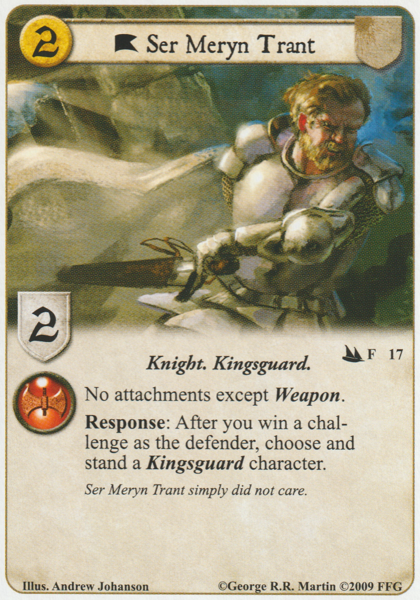 2 Ser Meryn Trant
2
Knight. Kingsguard.
F 17
No attachments except Weapon.
Response: After you win a chal-
lenge as the defender, choose and
stand a Kingsguard character.
Ser Meryn Trant simply did not care.
Illus. Andrew Johanson ©George R.R. Martin ©2009 FFG